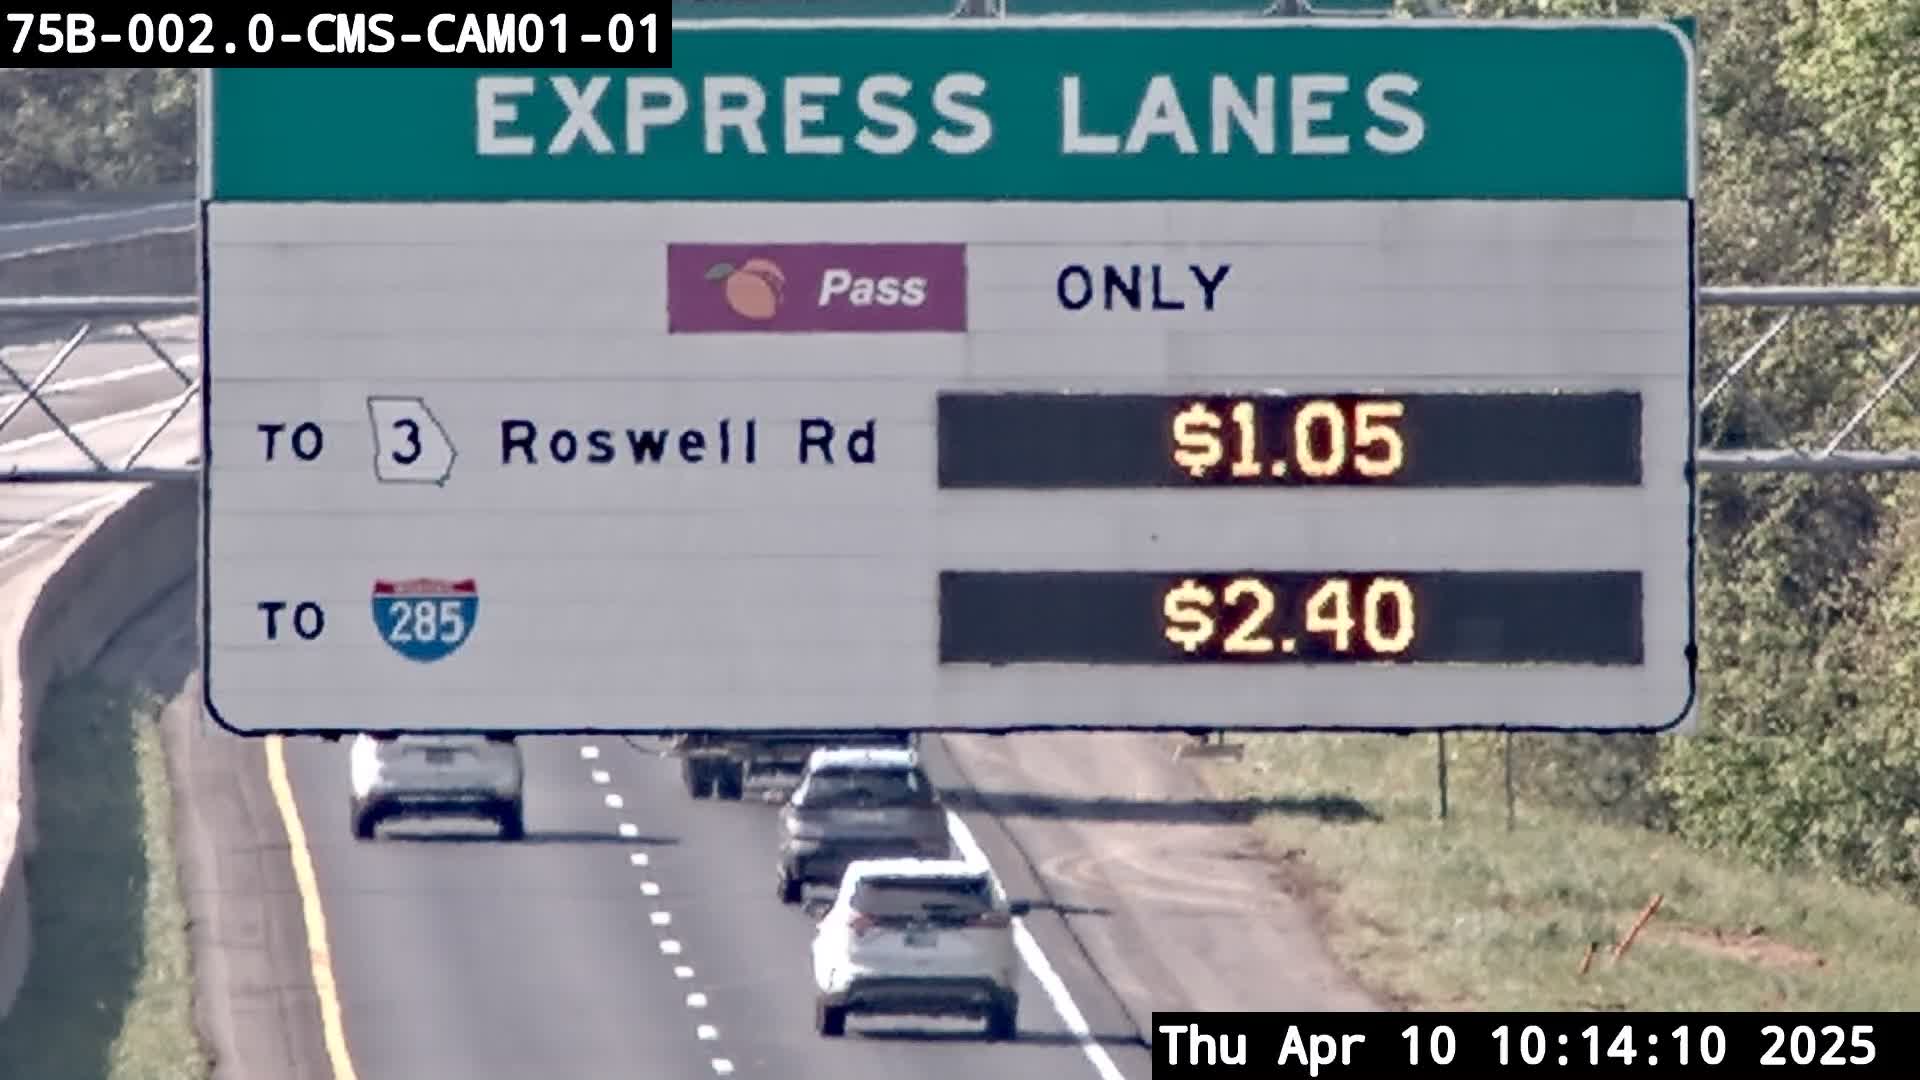 75B-002.0-CMS-CAM01-01
EXPRESS LANES
Pass ONLY
TO 3 Roswell Rd $1.05
TO 285 $2.40
Thu Apr 10 10:14:10 2025